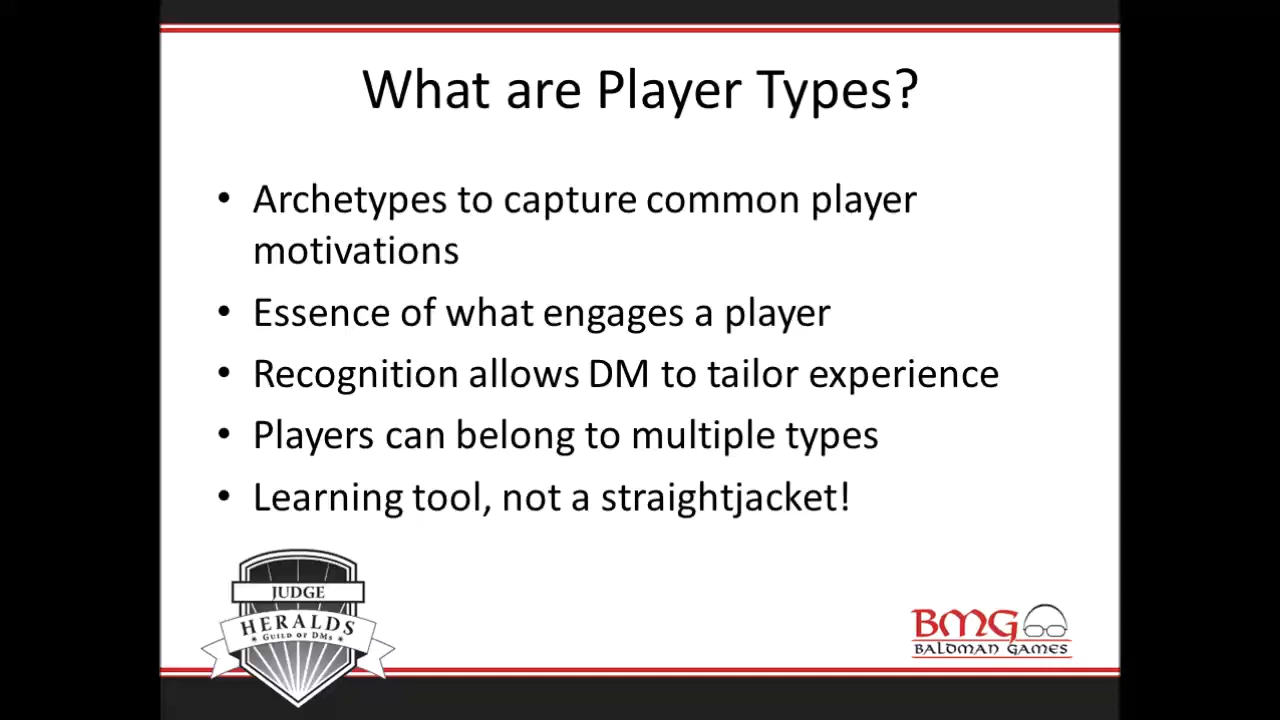 What are Player Types?
• Archetypes to capture common player
motivations
• Essence of what engages a player
• Recognition allows DM to tailor experience
• Players can belong to multiple types
• Learning tool, not a straightjacket!
JUDGE
HERALDS
GUILD OF DMs
BMG
BALDMAN GAMES